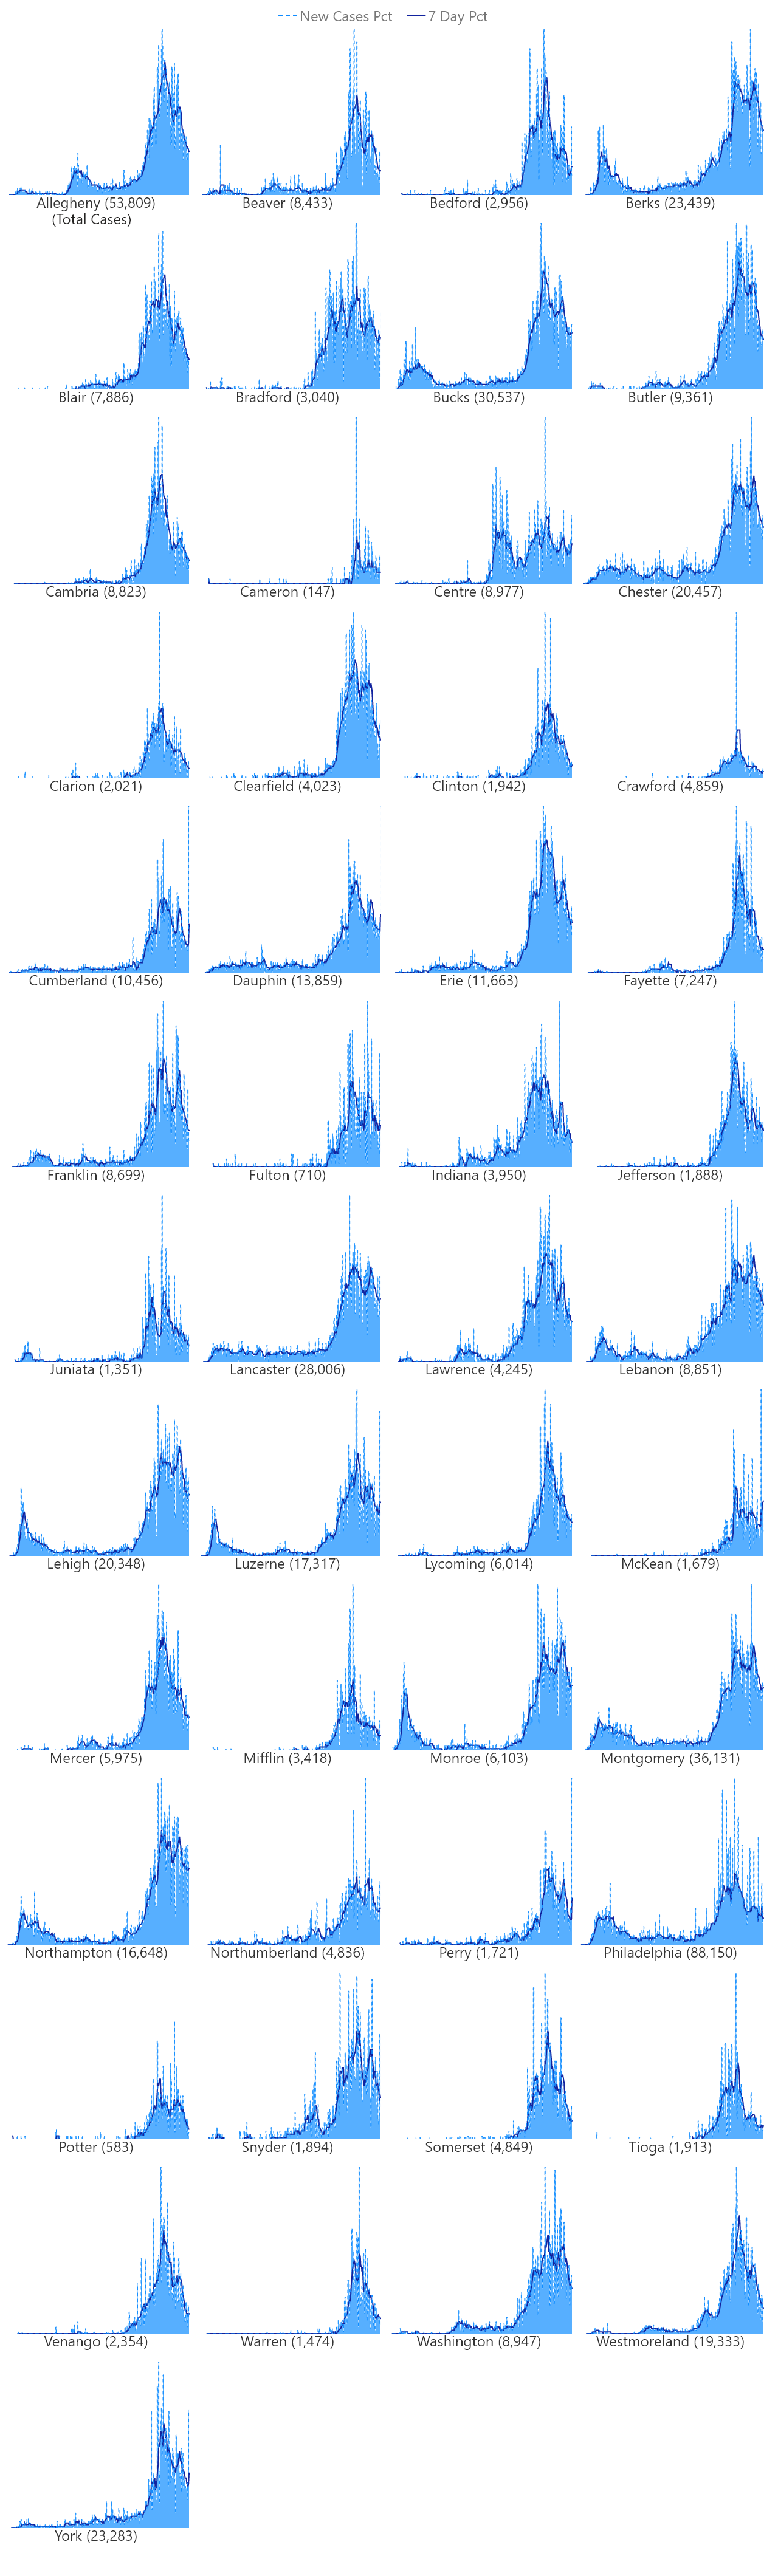 New Cases Pct 7 Day Pct
Allegheny (53,809) Beaver (8,433) Bedford (2,956) Berks (23,439)
(Total Cases)
Blair (7,886) Bradford (3,040) Bucks (30,537) Butler (9,361)
Cambria (8,823) Cameron (147) Centre (8,977) Chester (20,457)
Clarion (2,021) Clearfield (4,023) Clinton (1,942) Crawford (4,859)
Cumberland (10,456) Dauphin (13,859) Erie (11,663) Fayette (7,247)
Franklin (8,699) Fulton (710) Indiana (3,950) Jefferson (1,888)
Juniata (1,351) Lancaster (28,006) Lawrence (4,245) Lebanon (8,851)
Lehigh (20,348) Luzerne (17,317) Lycoming (6,014) McKean (1,679)
Mercer (5,975) Mifflin (3,418) Monroe (6,103) Montgomery (36,131)
Northampton (16,648) Northumberland (4,836) Perry (1,721) Philadelphia (88,150)
Potter (583) Snyder (1,894) Somerset (4,849) Tioga (1,913)
Venango (2,354) Warren (1,474) Washington (8,947) Westmoreland (19,333)
York (23,283)